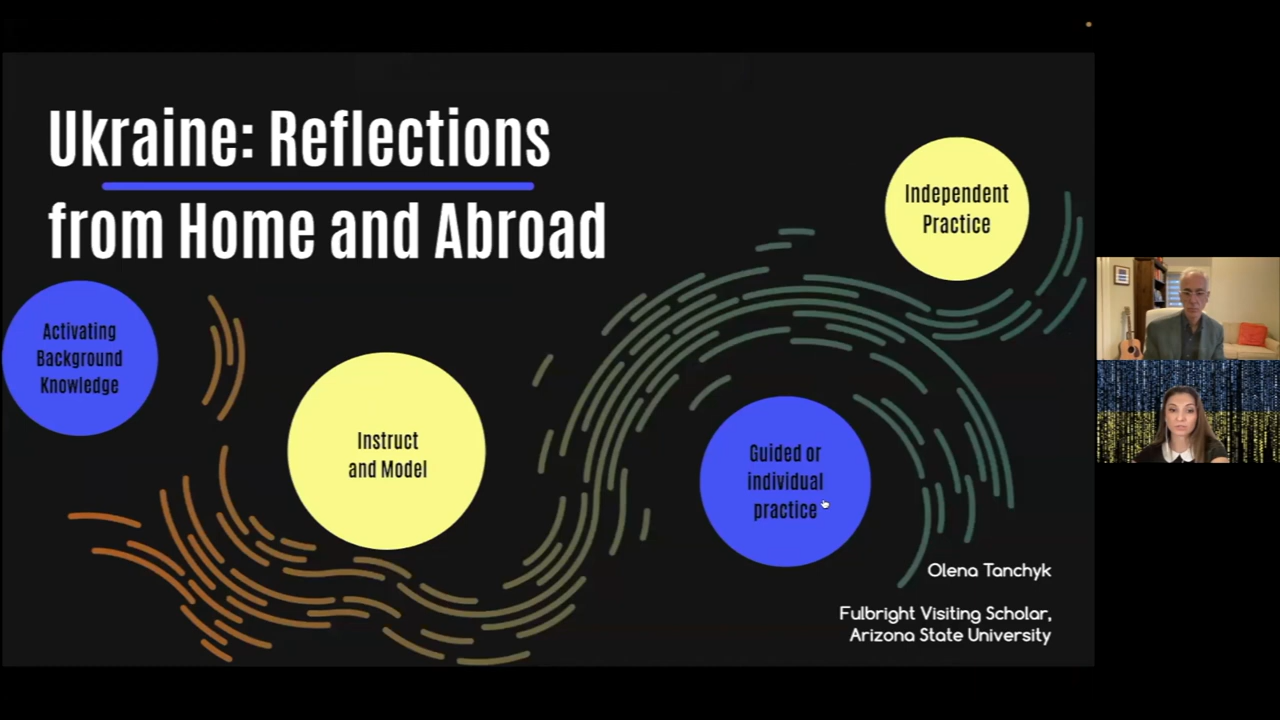 Ukraine: Reflections
from Home and Abroad
Independent
Practice
Activating
Background
Knowledge
Instruct
and Model
Guided or
individual
practice
Olena Tanchyk
Fulbright Visiting Scholar,
Arizona State University